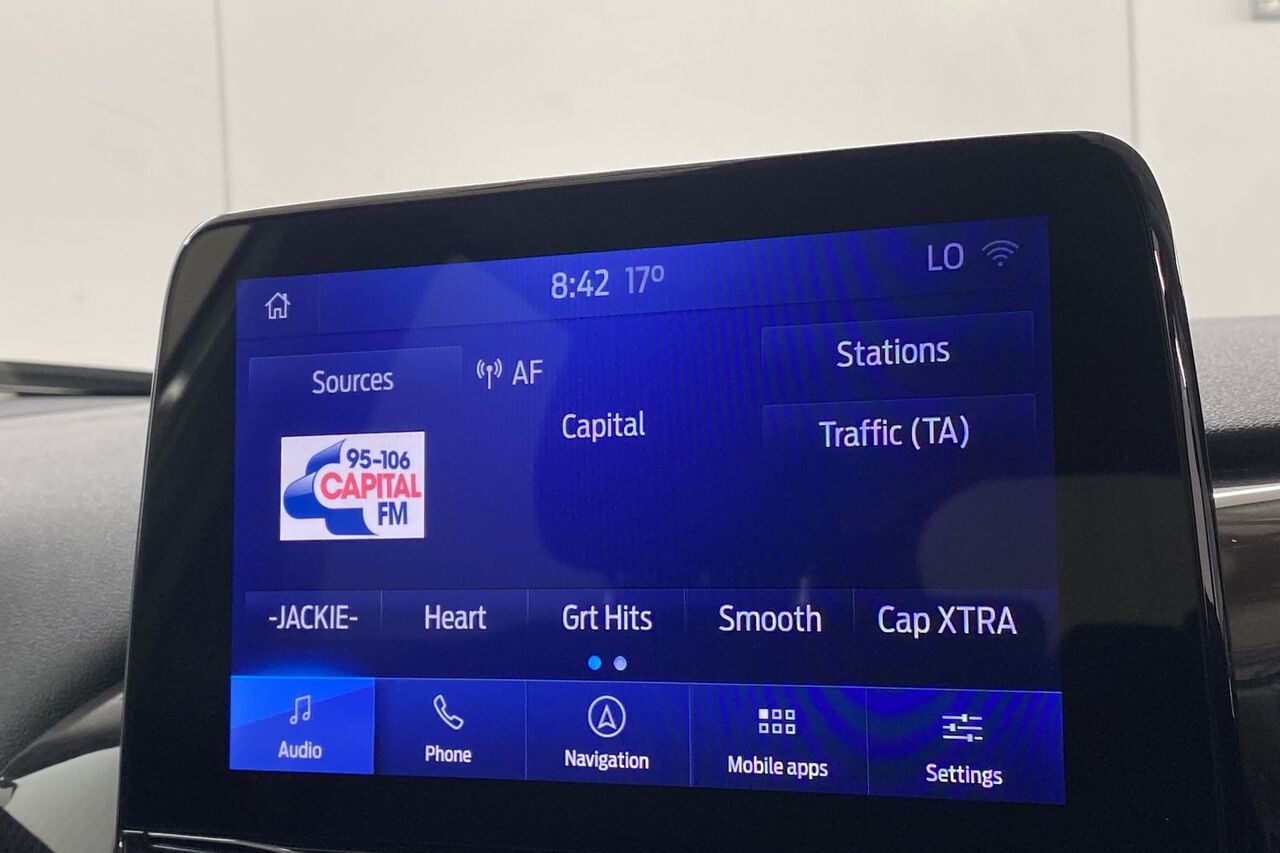 8:42 17°
LO
Sources
AF
Stations
Capital
Traffic (TA)
95-106
CAPITAL
FM
-JACKIE-
Heart
Grt Hits
Smooth
Cap XTRA
Audio
Phone
Navigation
Mobile apps
Settings